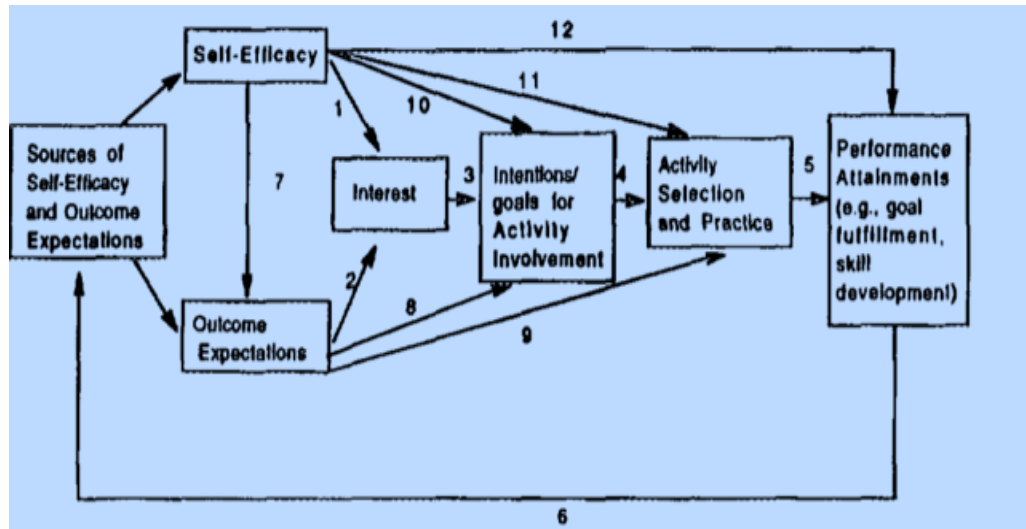 12
Self-Efficacy
11
1
10
Sources of
Self-Efficacy
and Outcome
Expectations
7
Interest
3
Intentions/
goals for
Activity
Involvement
4
Activity
Selection
and Practice
5
Performance
Attainments
(e.g., goal
fulfillment,
skill
development)
2
8
9
Outcome
Expectations
6